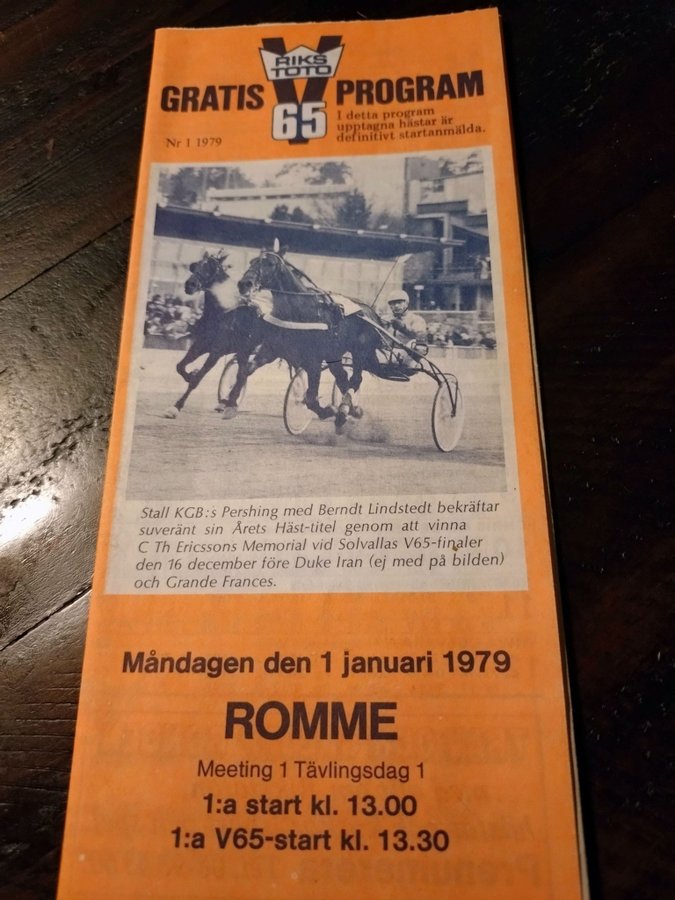 RIKS
TOTO
GRATIS V PROGRAM
65
I detta program
upptagna hästar är
definitivt startanmälda.
Nr 1 1979
Stall KGB:s Pershing med Berndt Lindstedt bekräftar
suveränt sin Årets Häst-titel genom att vinna
C Th Ericssons Memorial vid Solvallas V65-finaler
den 16 december före Duke Iran (ej med på bilden)
och Grande Frances.
Måndagen den 1 januari 1979
ROMME
Meeting 1 Tävlingsdag 1
1:a start kl. 13.00
1:a V65-start kl. 13.30